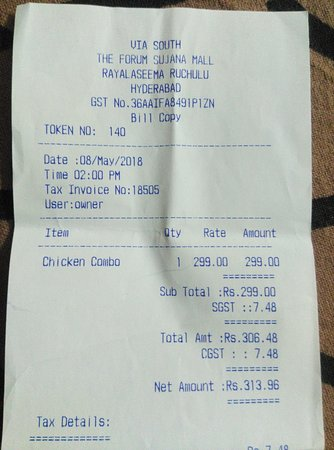 VIA SOUTH
THE FORUM SUJANA MALL
RAYALASEEMA RUCHULU
HYDERABAD
GST No.36AAIFA8491P1ZN
Bill Copy
TOKEN NO: 140
Date :08/May/2018
Time 02:00 PM
Tax Invoice No:18505
User:owner
Item Qty Rate Amount
Chicken Combo 1 299.00 299.00
=========
Sub Total :Rs.299.00
SGST ::7.48
=========
Total Amt :Rs.306.48
CGST : : 7.48
=========
Net Amount :Rs.313.96
=========
Tax Details:
=============